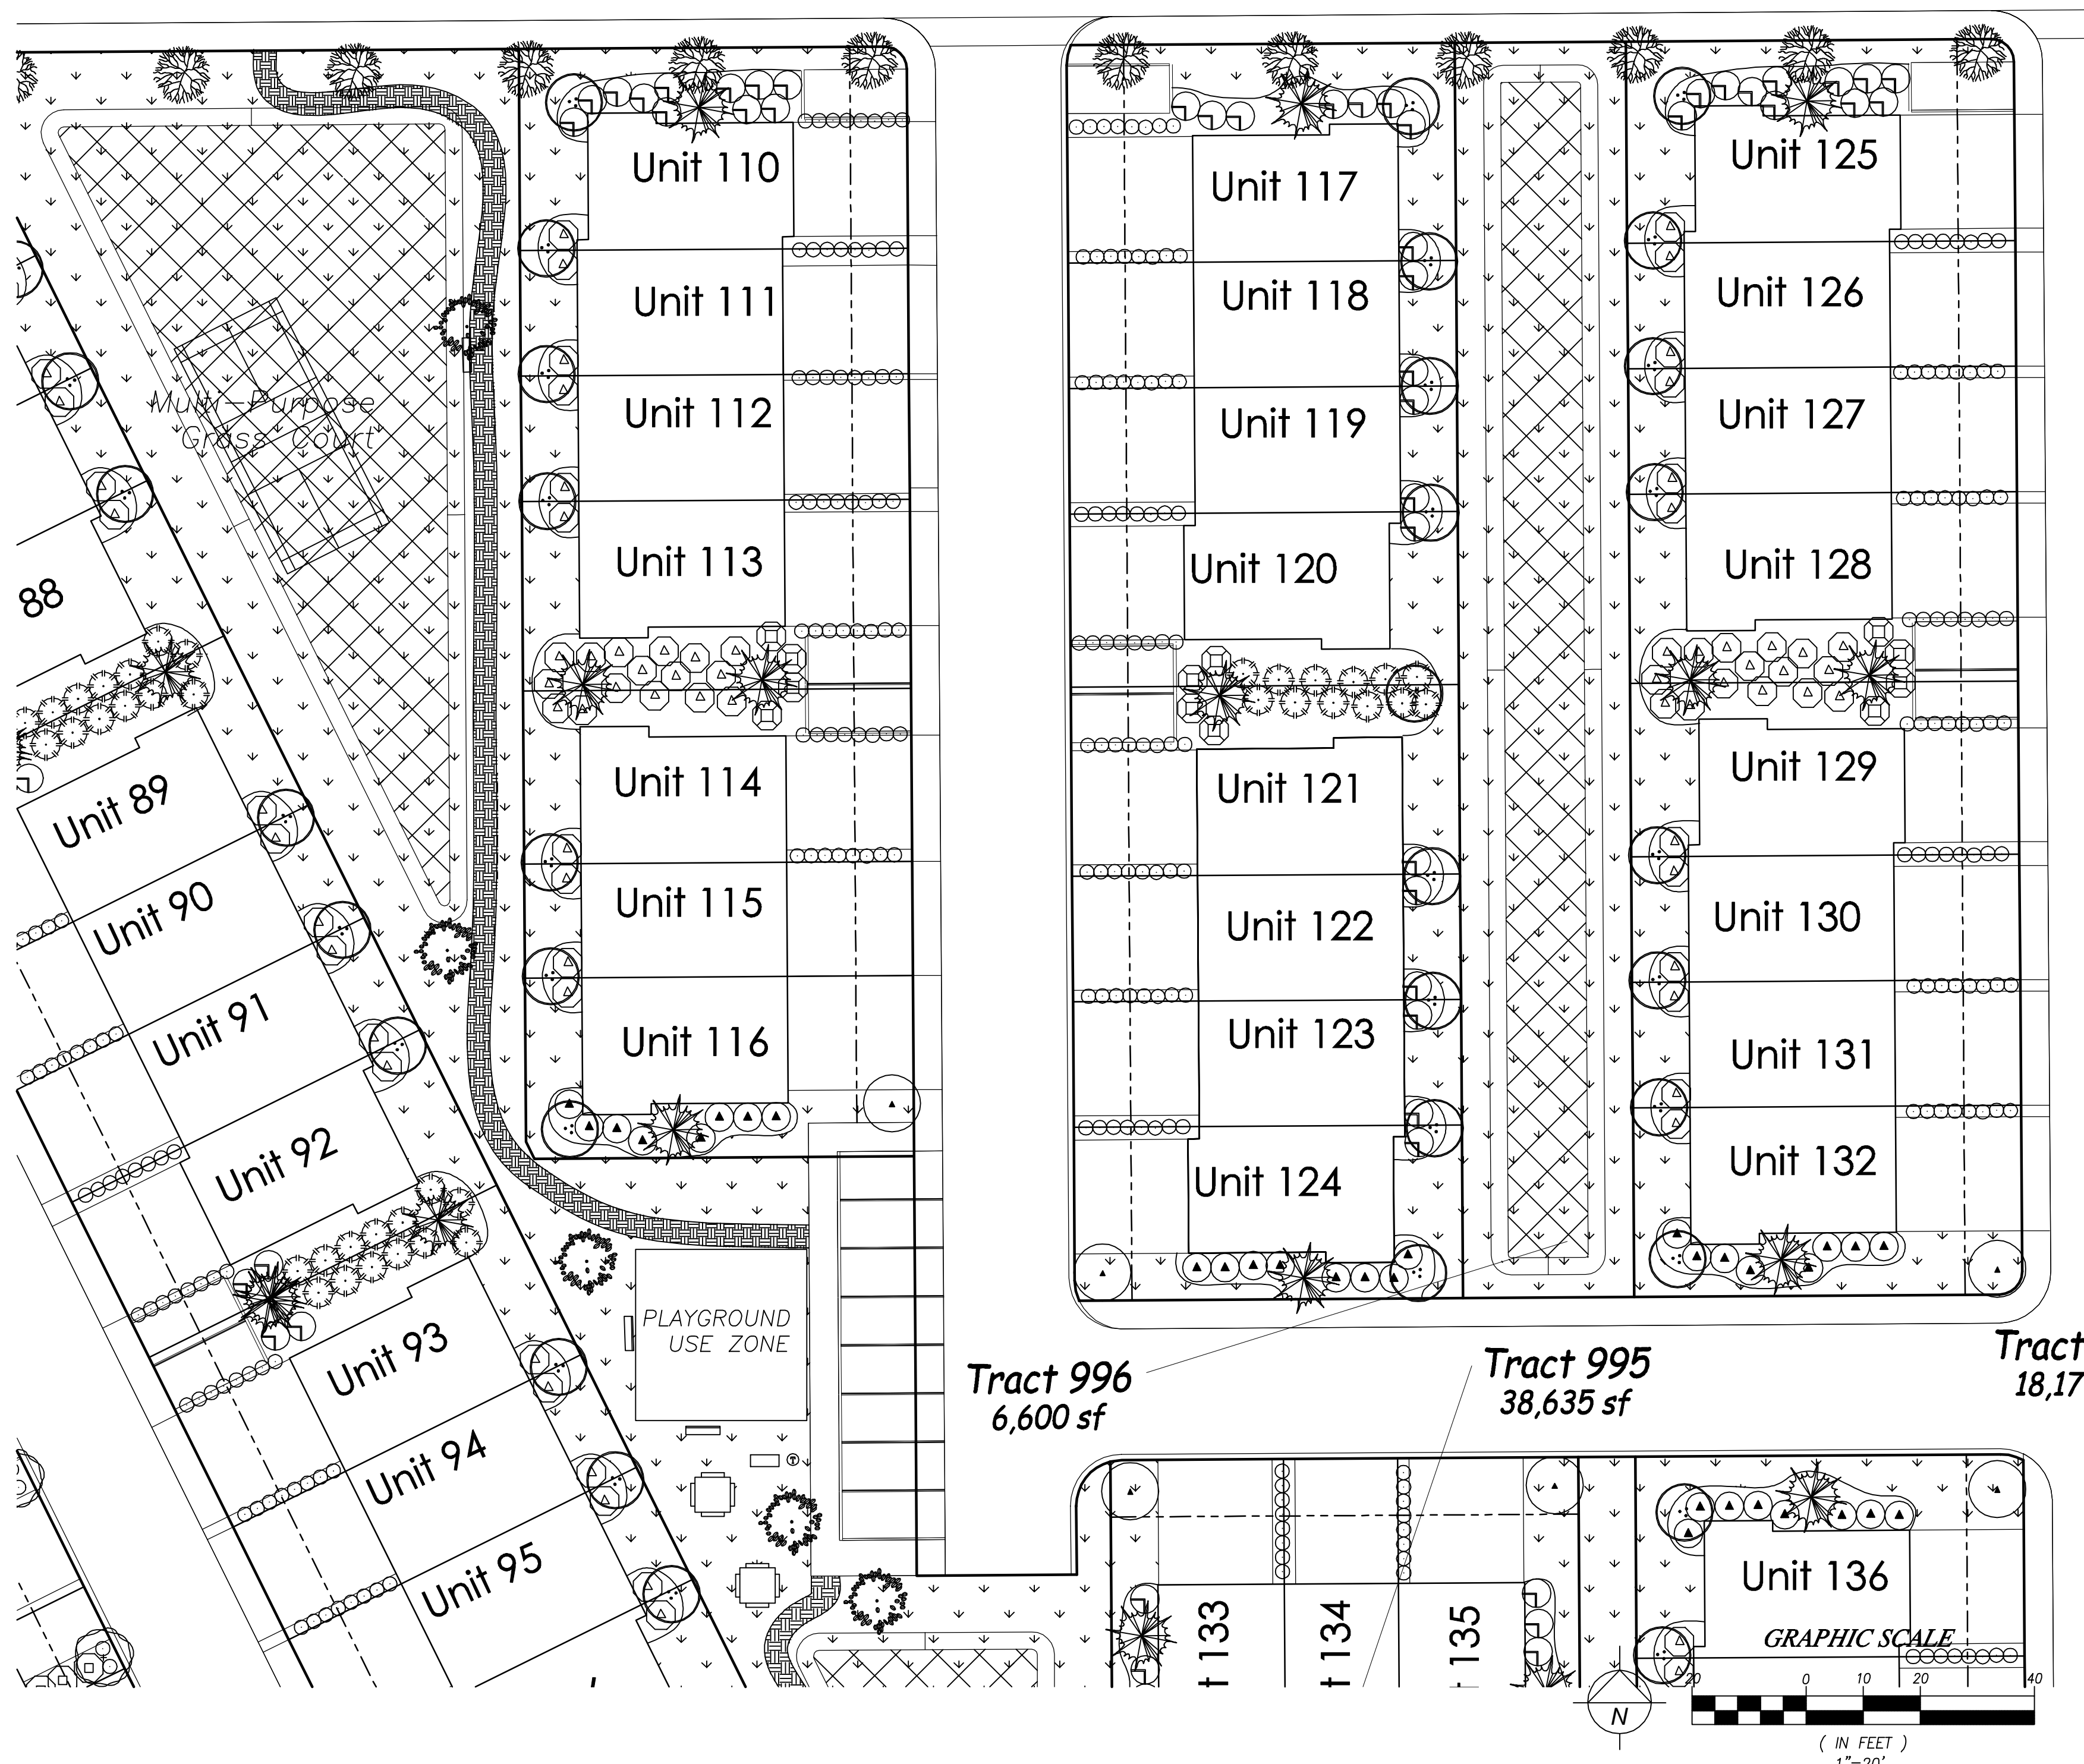 Unit 110
Unit 117
Unit 125
Unit 111
Unit 118
Unit 126
Multi-Purpose
Grass Court
Unit 112
Unit 119
Unit 127
88
Unit 113
Unit 120
Unit 128
Unit 89
Unit 114
Unit 121
Unit 129
Unit 90
Unit 115
Unit 122
Unit 130
Unit 91
Unit 116
Unit 123
Unit 131
Unit 92
Unit 124
Unit 132
PLAYGROUND
USE ZONE
Unit 93
Tract 996
6,600 sf
Tract 995
38,635 sf
Tract
18,17
Unit 94
Unit 95
t 133
t 134
t 135
Unit 136
GRAPHIC SCALE
20 0 10 20 40
N
( IN FEET )
1"=20'